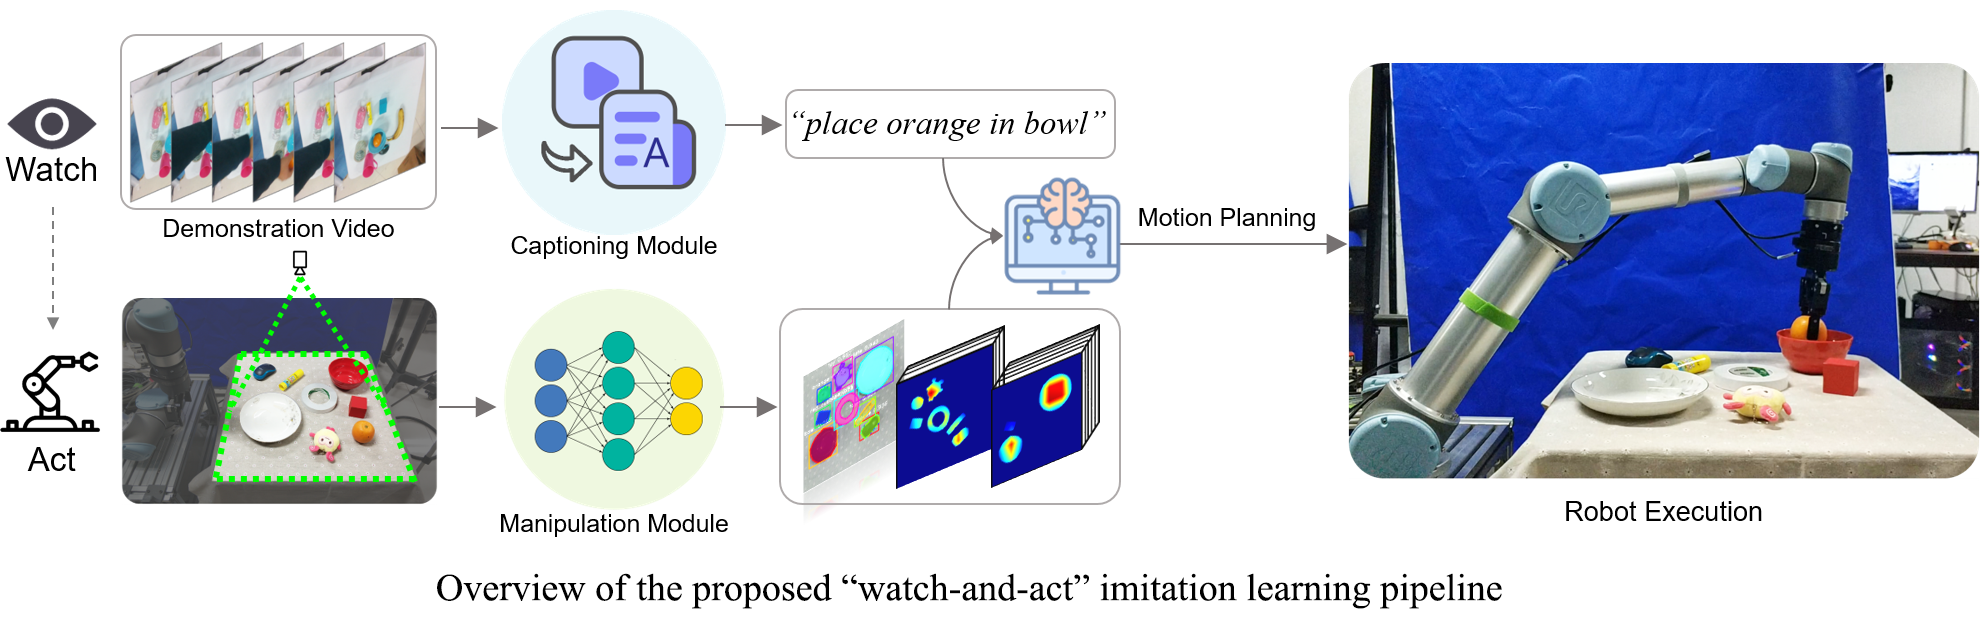 Watch
Demonstration Video
Captioning Module
A
“place orange in bowl”
Motion Planning
Act
Manipulation Module
Robot Execution
Overview of the proposed “watch-and-act” imitation learning pipeline